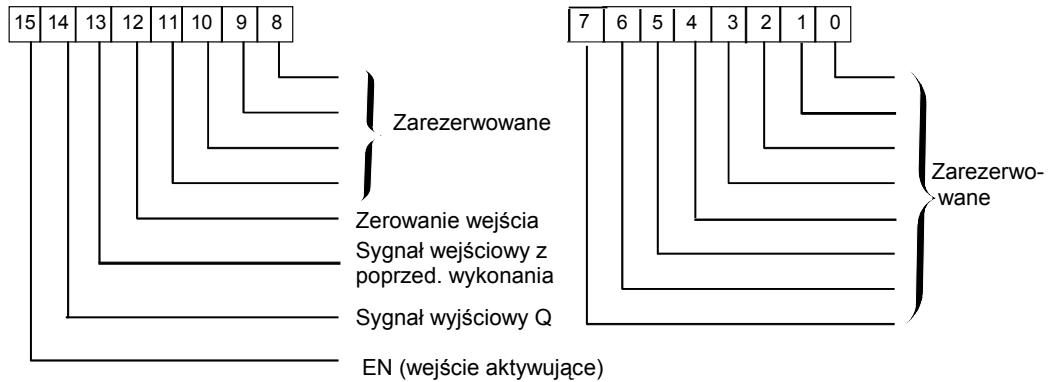 15 14 13 12 11 10 9 8
7 6 5 4 3 2 1 0
Zarezerwowane
Zerowanie wejścia
Sygnał wejściowy z
poprzed. wykonania
Sygnał wyjściowy Q
EN (wejście aktywujące)
Zarezerwo-
wane